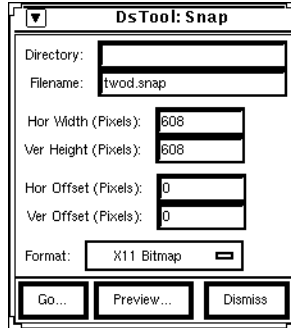 DsTool: Snap
Directory:
Filename: twod.snap
Hor Width (Pixels): 608
Ver Height (Pixels): 608
Hor Offset (Pixels): 0
Ver Offset (Pixels): 0
Format: X11 Bitmap
Go... Preview... Dismiss